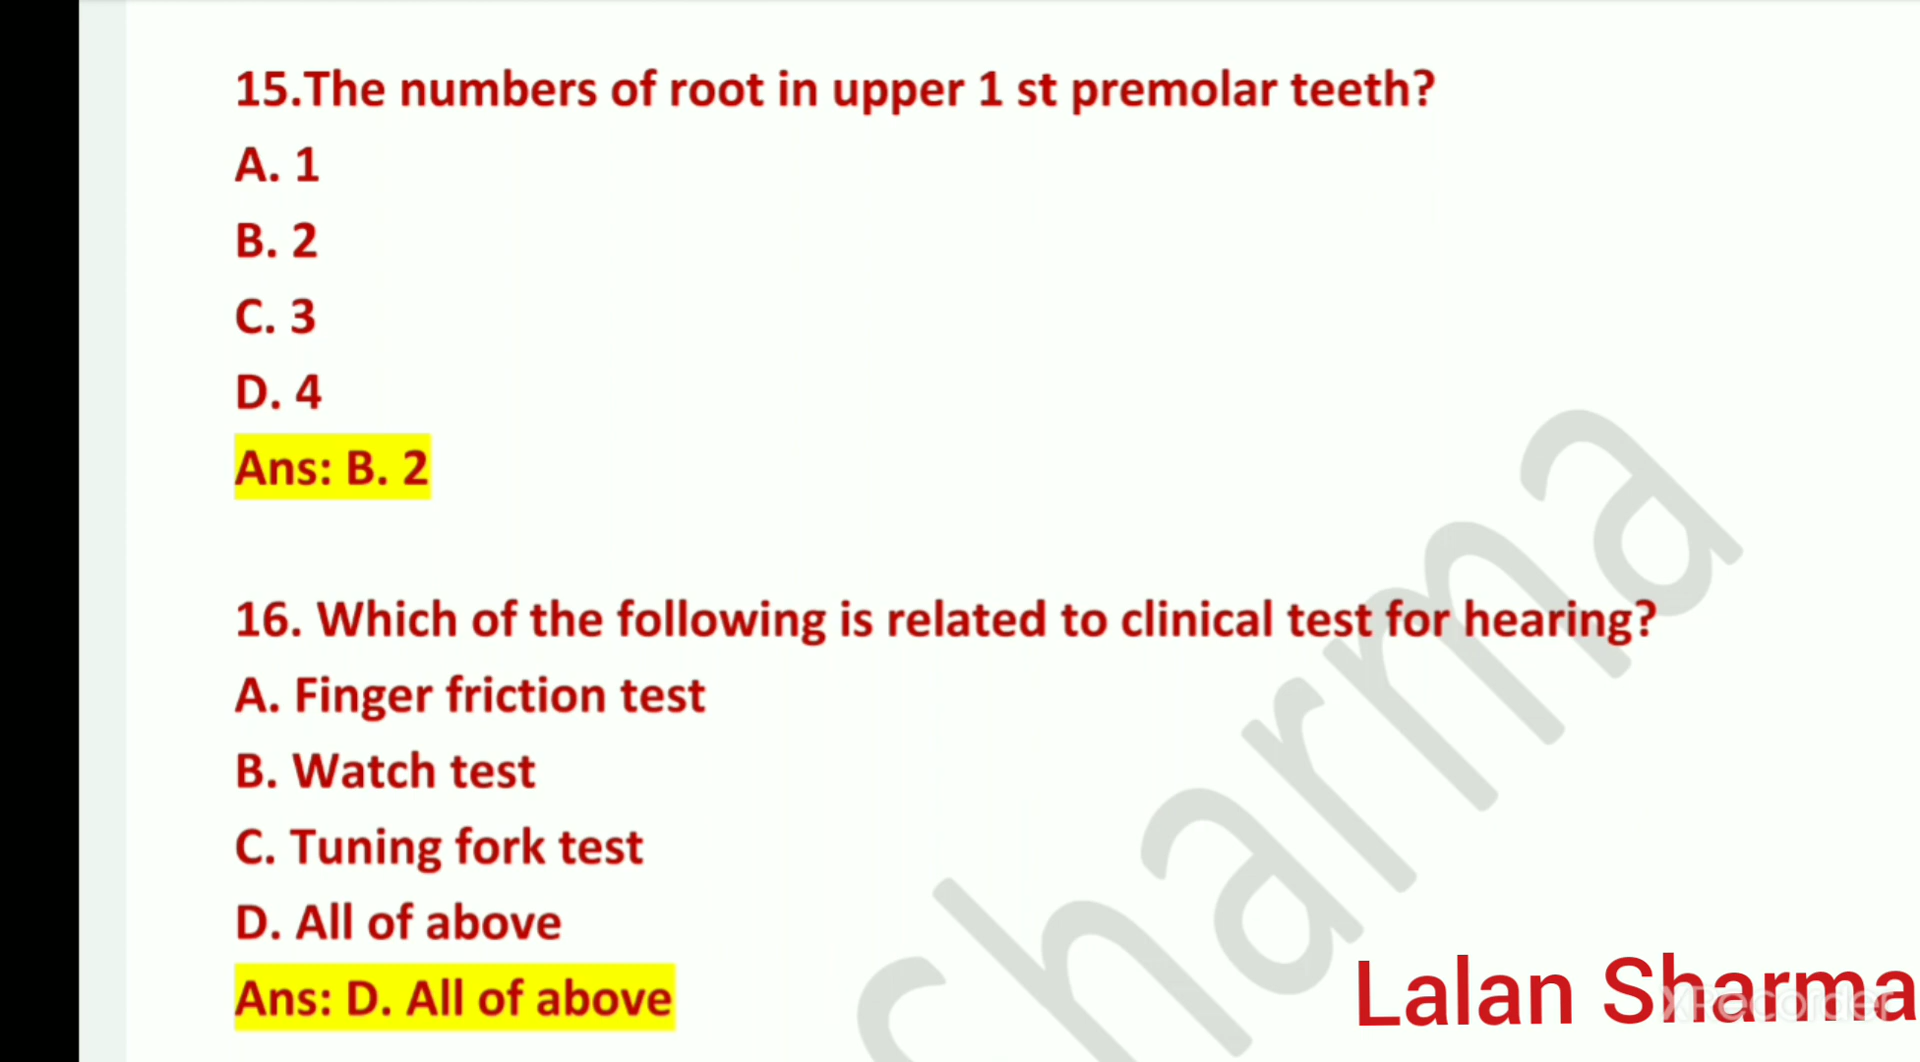 15.The numbers of root in upper 1 st premolar teeth?
A. 1
B. 2
C. 3
D. 4
Ans: B. 2
16. Which of the following is related to clinical test for hearing?
A. Finger friction test
B. Watch test
C. Tuning fork test
D. All of above
Ans: D. All of above
Sharma
Lalan Sharma
XRecorder